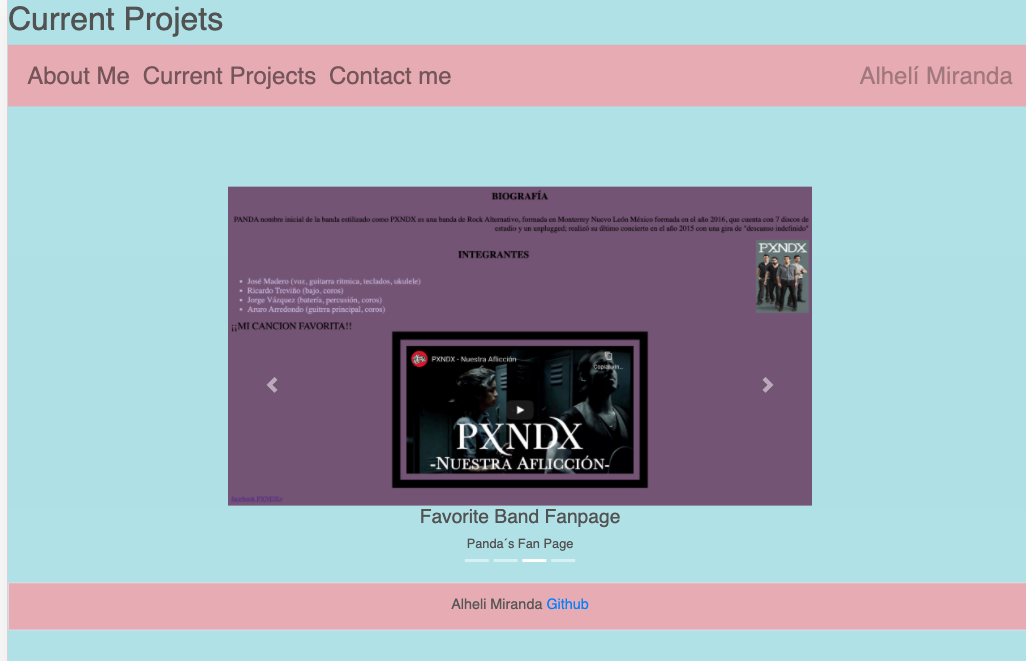 Current Projets
About Me Current Projects Contact me
Alhelí Miranda
BIOGRAFÍA
PANDA nombre inicial de la banda estilizado como PXNDX es una banda de Rock Alternativo, formada en Monterrey Nuevo León México formada en el año 2016, que cuenta con 7 discos de
estudio y un unplugged, realizó su último concierto en el año 2015 con una gira de "descanso indefinido"
PXNDX
INTEGRANTES
• José Madero (voz, guitarra rítmica, teclados, ukulele)
• Ricardo Treviño (bajo, coros)
• Jorge Vázquez (batería, percusión, coros)
• Arturo Arredondo (guitera principal, coros)
¡¡MI CANCION FAVORITA!!
PXNDX - Nuestra Aflicción
PXNDX
-NUESTRA AFLICCIÓN-
Favorite Band Fanpage
Panda´s Fan Page
Alheli Miranda Github